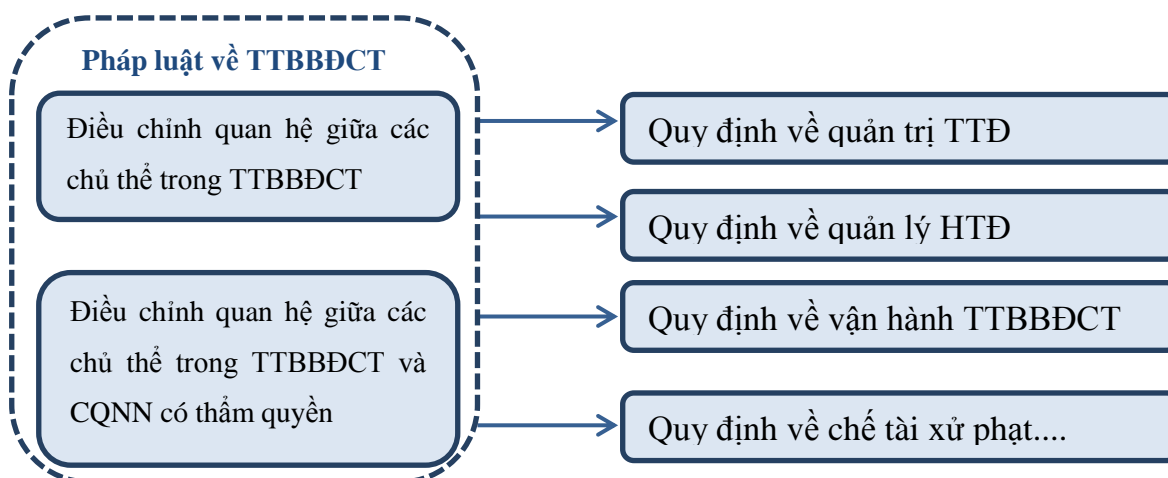 Pháp luật về TTBBĐCT
Điều chỉnh quan hệ giữa các
chủ thể trong TTBBĐCT
Điều chỉnh quan hệ giữa các
chủ thể trong TTBBĐCT và
CQNN có thẩm quyền
Quy định về quản trị TTĐ
Quy định về quản lý HTĐ
Quy định về vận hành TTBBĐCT
Quy định về chế tài xử phạt....